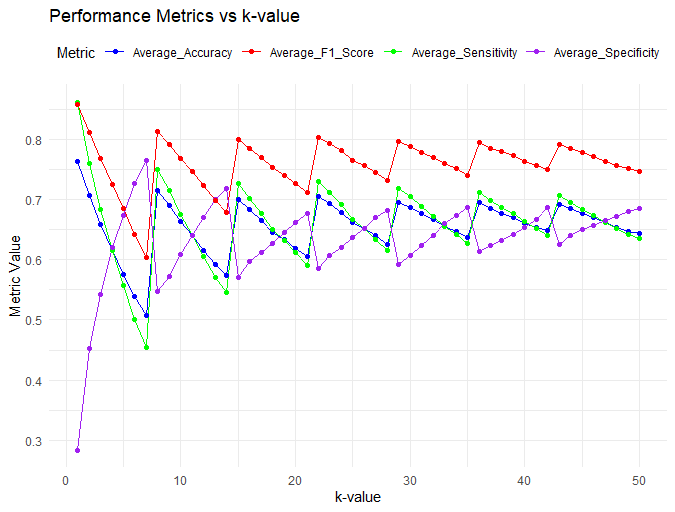 Performance Metrics vs k-value
Metric Average_Accuracy Average_F1_Score Average_Sensitivity Average_Specificity
Metric Value
0.8
0.7
0.6
0.5
0.4
0.3
0 10 20 30 40 50
k-value